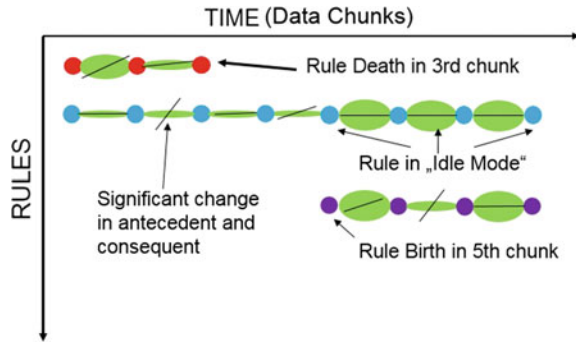 TIME (Data Chunks)
Rule Death in 3rd chunk
RULES
Rule in „Idle Mode“
Significant change
in antecedent and
consequent
Rule Birth in 5th chunk